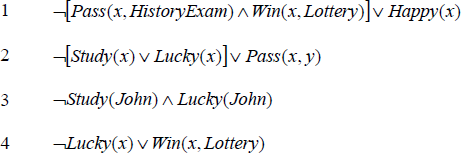 1 ¬[Pass(x, HistoryExam) ∧ Win(x, Lottery)] ∨ Happy(x)
2 ¬[Study(x) ∨ Lucky(x)] ∨ Pass(x, y)
3 ¬Study(John) ∧ Lucky(John)
4 ¬Lucky(x) ∨ Win(x, Lottery)